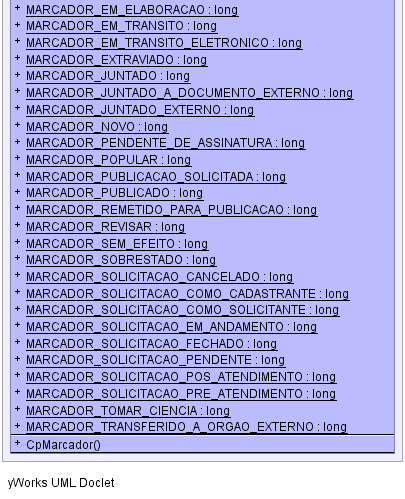 + MARCADOR_EM_ELABORACAO : long
+ MARCADOR_EM_TRANSITO : long
+ MARCADOR_EM_TRANSITO_ELETRONICO : long
+ MARCADOR_EXTRAVIADO : long
+ MARCADOR_JUNTADO : long
+ MARCADOR_JUNTADO_A_DOCUMENTO_EXTERNO : long
+ MARCADOR_JUNTADO_EXTERNO : long
+ MARCADOR_NOVO : long
+ MARCADOR_PENDENTE_DE_ASSINATURA : long
+ MARCADOR_POPULAR : long
+ MARCADOR_PUBLICACAO_SOLICITADA : long
+ MARCADOR_PUBLICADO : long
+ MARCADOR_REMETIDO_PARA_PUBLICACAO : long
+ MARCADOR_REVISAR : long
+ MARCADOR_SEM_EFEITO : long
+ MARCADOR_SOBRESTADO : long
+ MARCADOR_SOLICITACAO_CANCELADO : long
+ MARCADOR_SOLICITACAO_COMO_CADASTRANTE : long
+ MARCADOR_SOLICITACAO_COMO_SOLICITANTE : long
+ MARCADOR_SOLICITACAO_EM_ANDAMENTO : long
+ MARCADOR_SOLICITACAO_FECHADO : long
+ MARCADOR_SOLICITACAO_PENDENTE : long
+ MARCADOR_SOLICITACAO_POS_ATENDIMENTO : long
+ MARCADOR_SOLICITACAO_PRE_ATENDIMENTO : long
+ MARCADOR_TOMAR_CIENCIA : long
+ MARCADOR_TRANSFERIDO_A_ORGAO_EXTERNO : long
+ CpMarcador()
yWorks UML Doclet